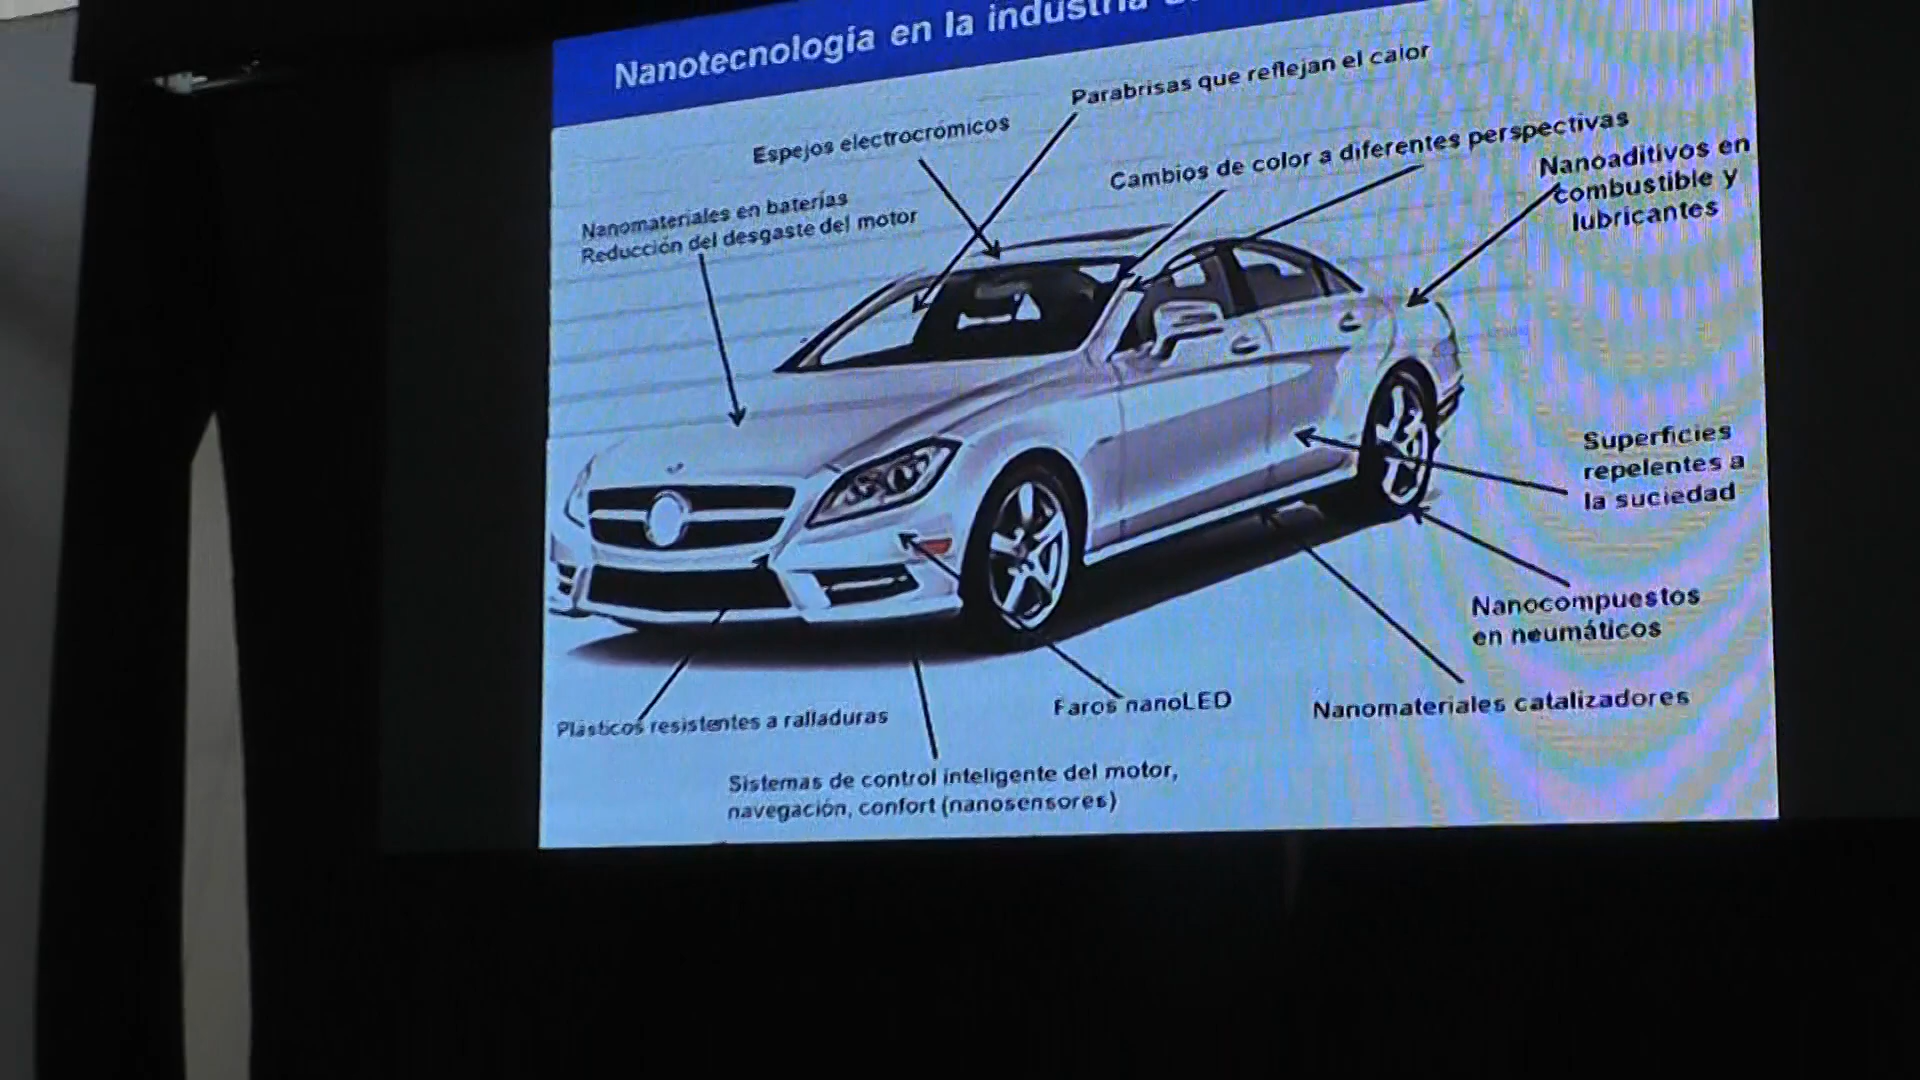 Nanotecnologia en la industria
Parabrisas que reflejan el calor
Espejos electrocrómicos
Cambios de color a diferentes perspectivas
Nanoaditivos en
combustible y
lubricantes
Nanomateriales en baterías
Reducción del desgaste del motor
Superficies
repelentes a
la suciedad
Nanocompuestos
en neumáticos
Nanomateriales catalizadores
Faros nanoLED
Plásticos resistentes a ralladuras
Sistemas de control inteligente del motor,
navegación, confort (nanosensores)